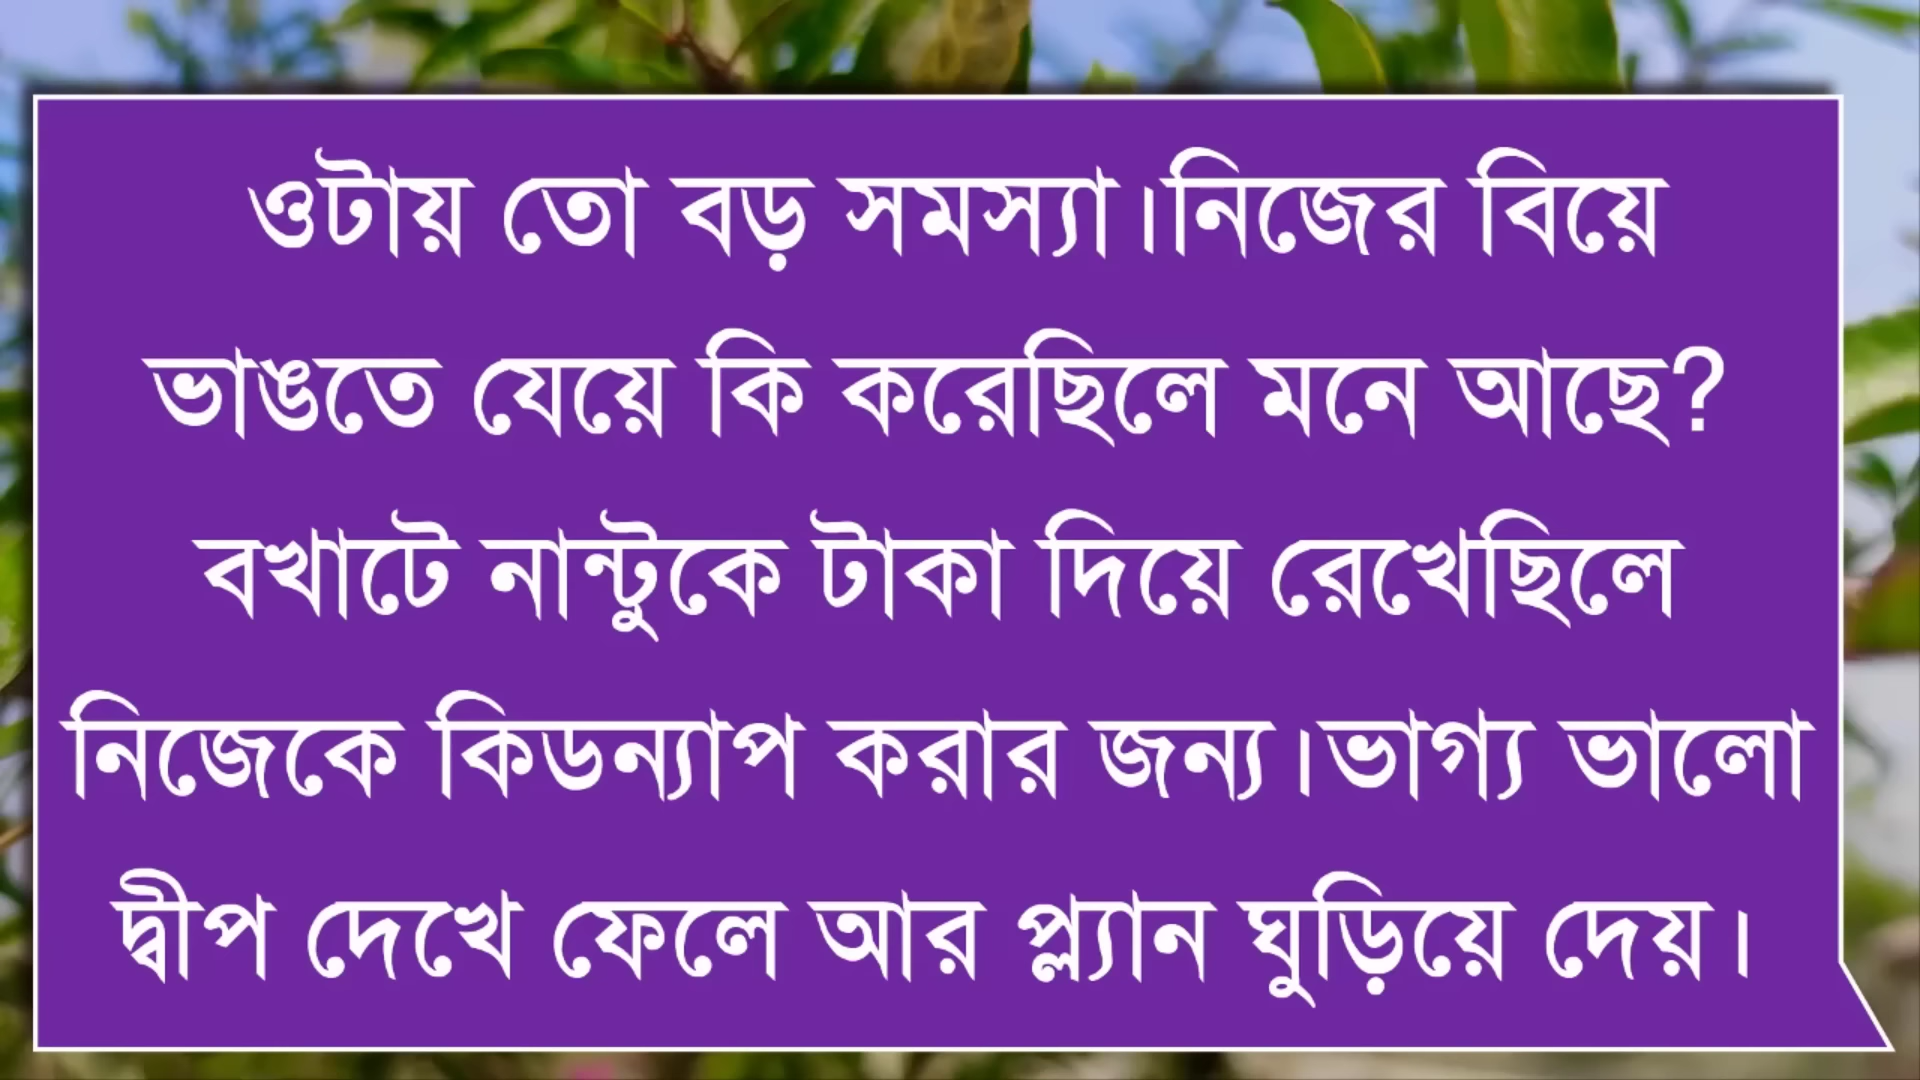 ওটায় তো বড় সমস্যা।নিজের বিয়ে
ভাঙতে যেয়ে কি করেছিলে মনে আছে?
বখাটে নান্টুকে টাকা দিয়ে রেখেছিলে
নিজেকে কিডন্যাপ করার জন্য।ভাগ্য ভালো
দ্বীপ দেখে ফেলে আর প্ল্যান ঘুড়িয়ে দেয়।